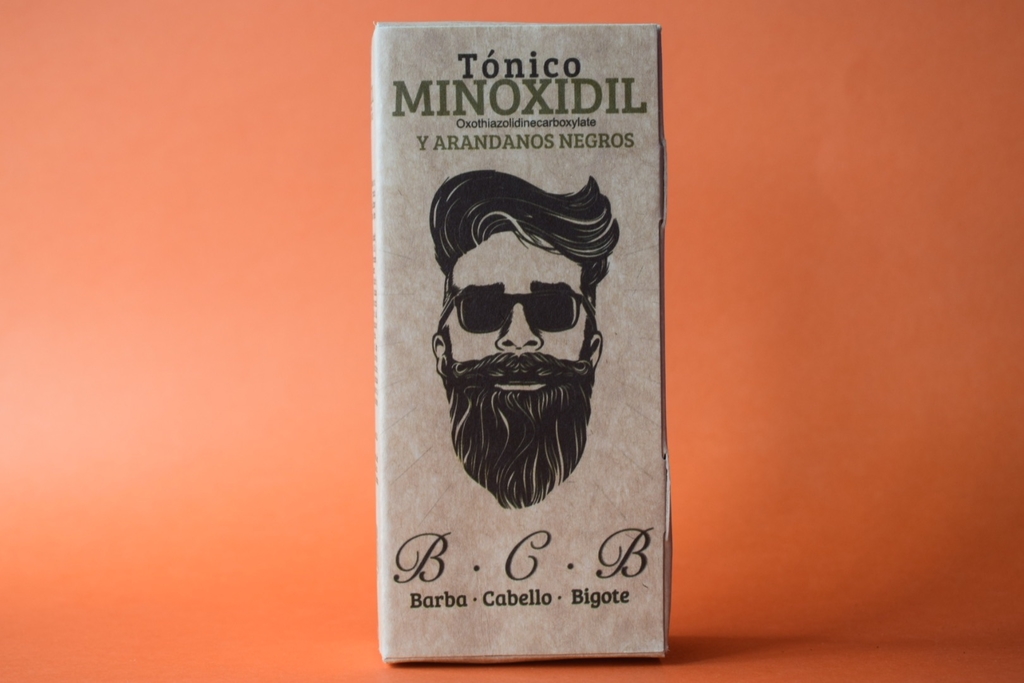 Tónico
MINOXIDIL
Oxothiazolidinecarboxylate
Y ARANDANOS NEGROS
B . C . B
Barba · Cabello · Bigote